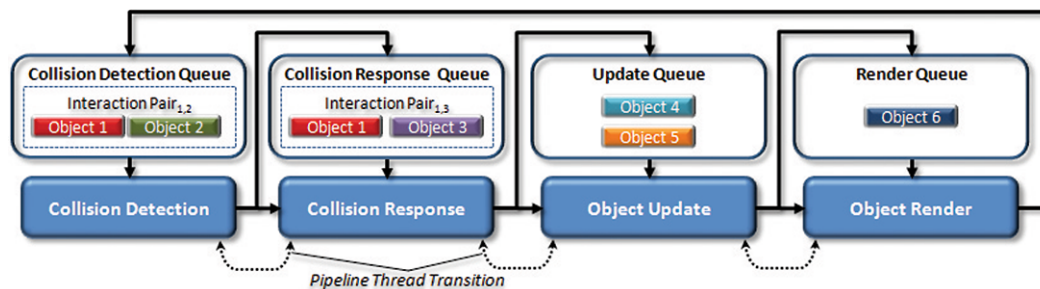 Collision Detection Queue
Interaction Pair1,2
Object 1 Object 2
Collision Response Queue
Interaction Pair1,3
Object 1 Object 3
Update Queue
Object 4
Object 5
Render Queue
Object 6
Collision Detection
Collision Response
Object Update
Object Render
Pipeline Thread Transition